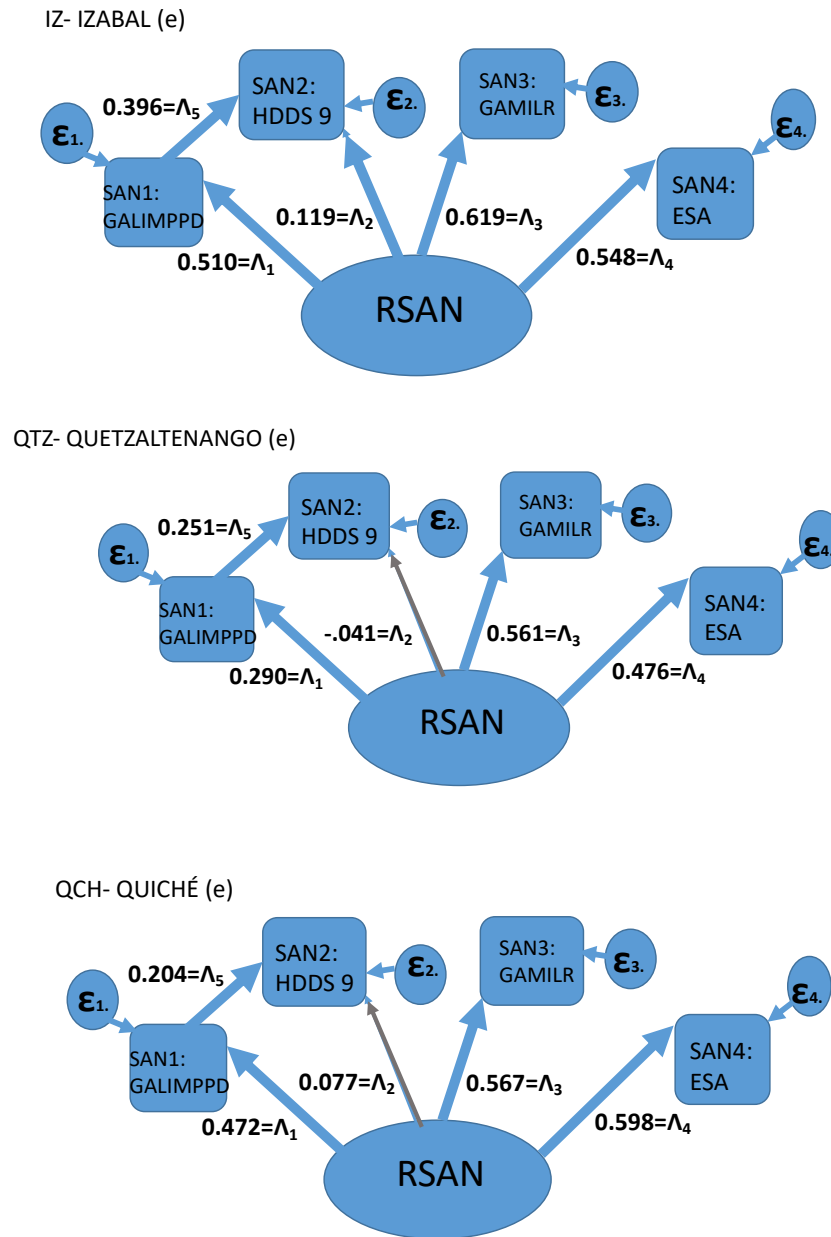 IZ- IZABAL (e)
SAN2:
HDDS 9
SAN3:
GAMILR
0.396=Λ5
ε1.
ε2.
ε3.
ε4.
SAN1:
GALIMPPD
SAN4:
ESA
0.119=Λ2
0.619=Λ3
0.510=Λ1
0.548=Λ4
RSAN
QTZ- QUETZALTENANGO (e)
SAN2:
HDDS 9
SAN3:
GAMILR
0.251=Λ5
ε1.
ε2.
ε3.
ε4.
SAN1:
GALIMPPD
SAN4:
ESA
-.041=Λ2
0.561=Λ3
0.290=Λ1
0.476=Λ4
RSAN
QCH- QUICHÉ (e)
SAN2:
HDDS 9
SAN3:
GAMILR
0.204=Λ5
ε1.
ε2.
ε3.
ε4.
SAN1:
GALIMPPD
SAN4:
ESA
0.077=Λ2
0.567=Λ3
0.472=Λ1
0.598=Λ4
RSAN